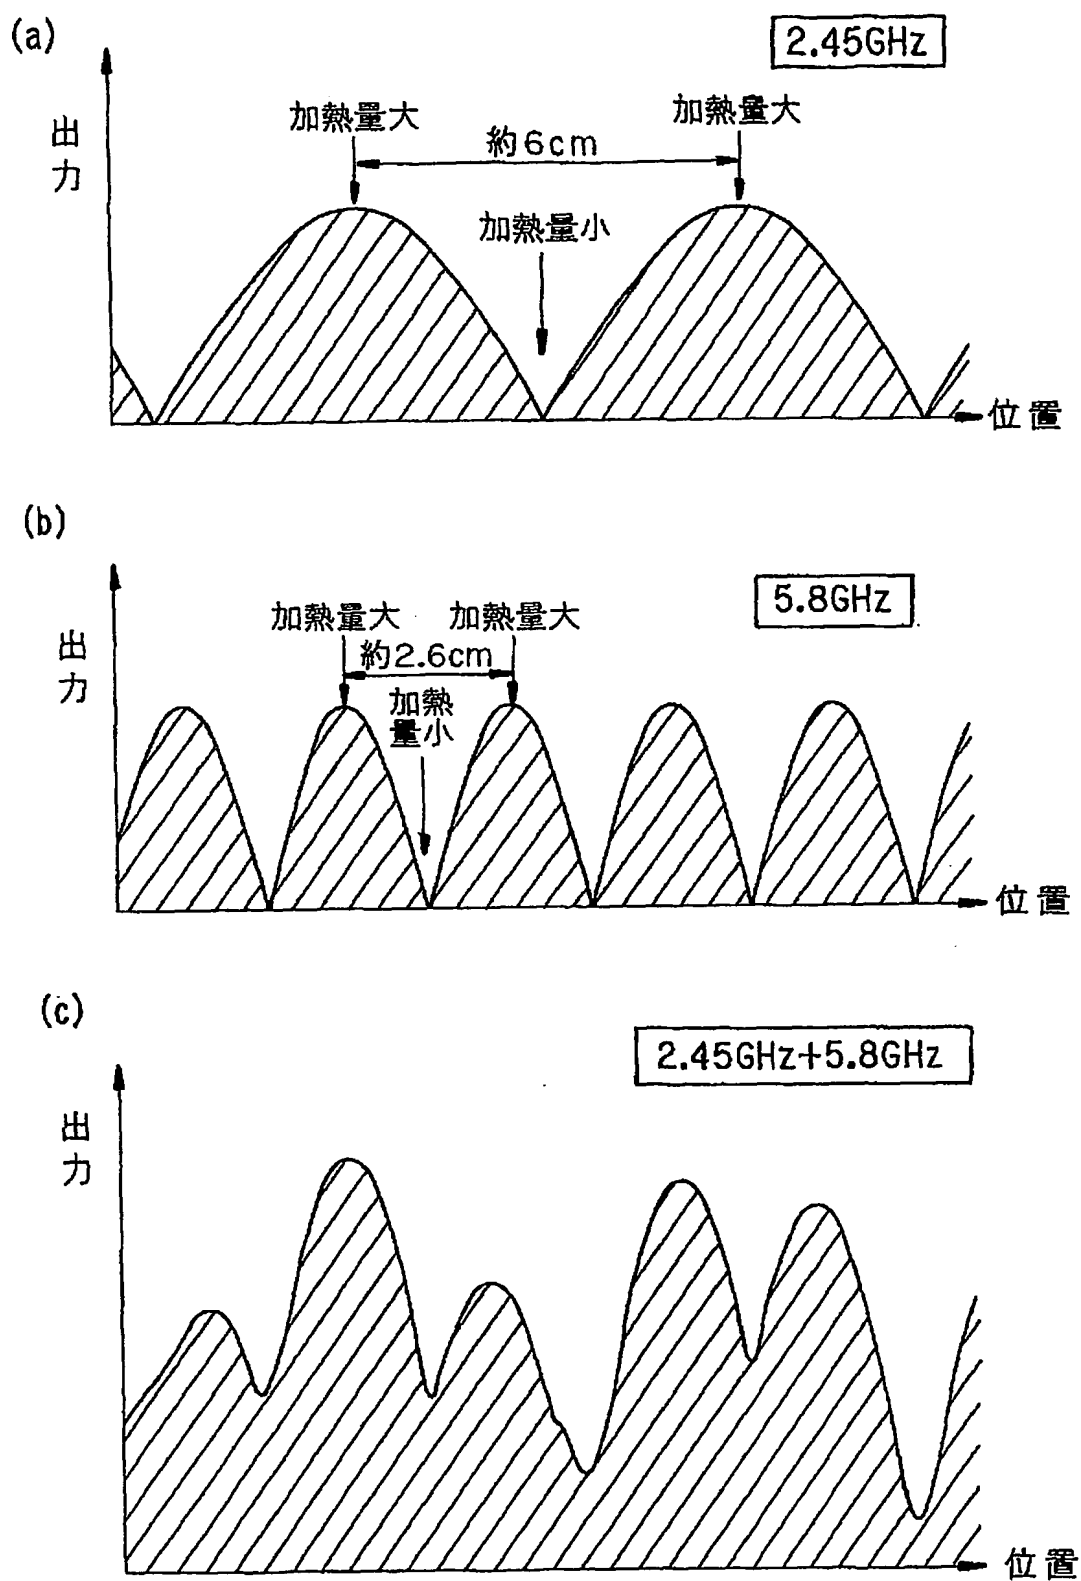 (a)
2.45GHz
出力
加熱量大
加熱量大
約6cm
加熱量小
位置
(b)
5.8GHz
出力
加熱量大
加熱量大
約2.6cm
加熱
量小
位置
(c)
2.45GHz+5.8GHz
出力
位置